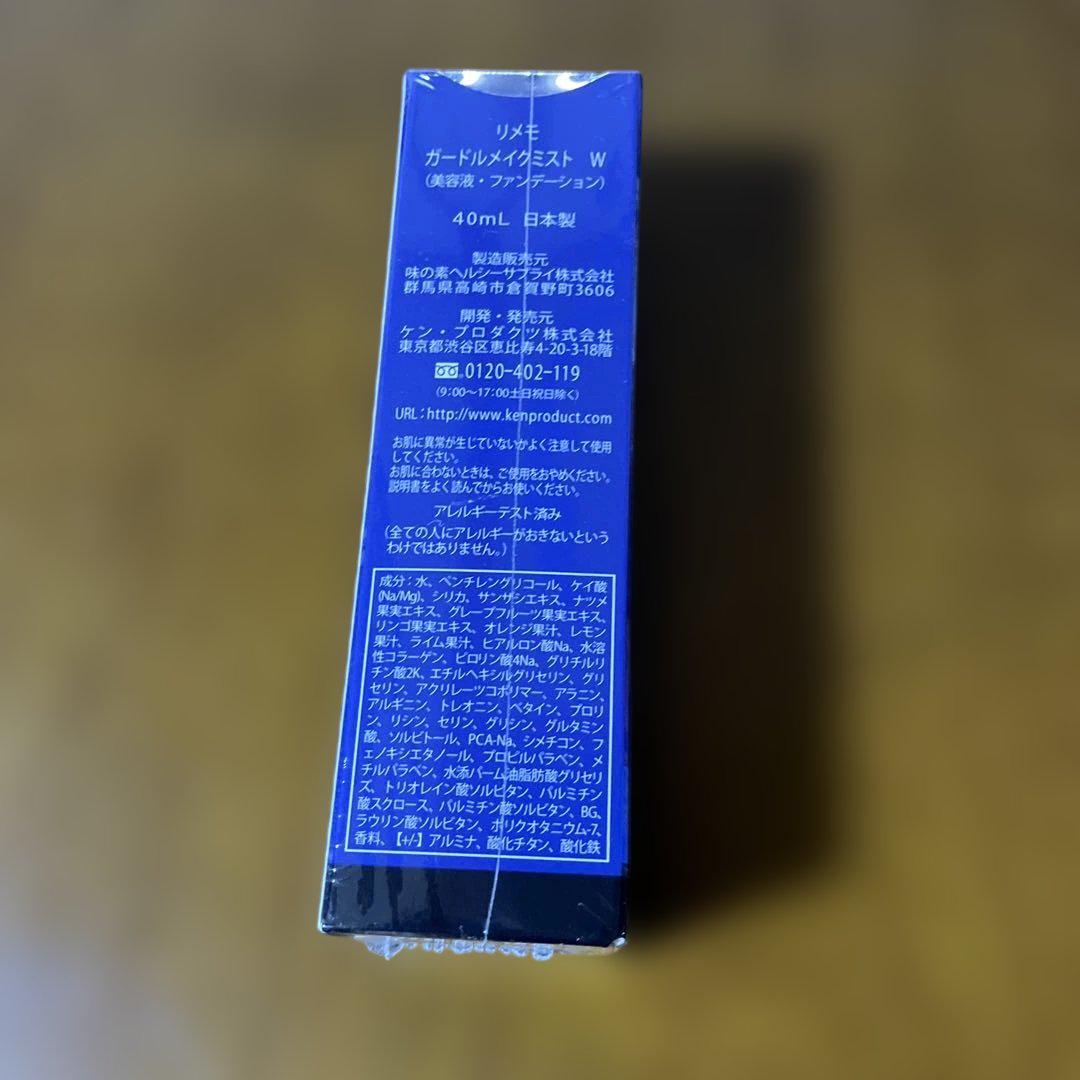 リメモ
ガードルメイクミスト W
(美容液・ファンデーション)
40mL 日本製
製造販売元
味の素ヘルシーサプライ株式会社
群馬県高崎市倉賀野町3606
開発・発売元
ケン・プロダクツ株式会社
東京都渋谷区恵比寿4-20-3-18階
0120-402-119
(9:00〜17:00土日祝日除く)
URL:http://www.kenproduct.com
お肌に異常が生じていないかよく注意して使用
してください。
お肌に合わないときは、ご使用をおやめください。
説明書をよく読んでからお使いください。
アレルギーテスト済み
(全ての人にアレルギーがおきないという
わけではありません。)
成分:水、ペンチレングリコール、ケイ酸
(Na/Mg)、シリカ、サンザシエキス、ナツメ
果実エキス、グレープフルーツ果実エキス、
リンゴ果実エキス、オレンジ果汁、レモン
果汁、ライム果汁、ヒアルロン酸Na、水溶
性コラーゲン、ピロリン酸4Na、グリチルリ
チン酸2K、エチルヘキシルグリセリン、グリ
セリン、アクリレーツコポリマー、アラニン、
アルギニン、トレオニン、ベタイン、プロリ
ン、リシン、セリン、グリシン、グルタミン
酸、ソルビトール、PCA-Na、シメチコン、フ
ェノキシエタノール、プロピルパラベン、メ
チルパラベン、水添パーム油脂肪酸グリセリ
ズ、トリオレイン酸ソルビタン、パルミチン
酸スクロース、パルミチン酸ソルビタン、BG、
ラウリン酸ソルビタン、ポリクオタニウム-7、
香料、【+/-】アルミナ、酸化チタン、酸化鉄